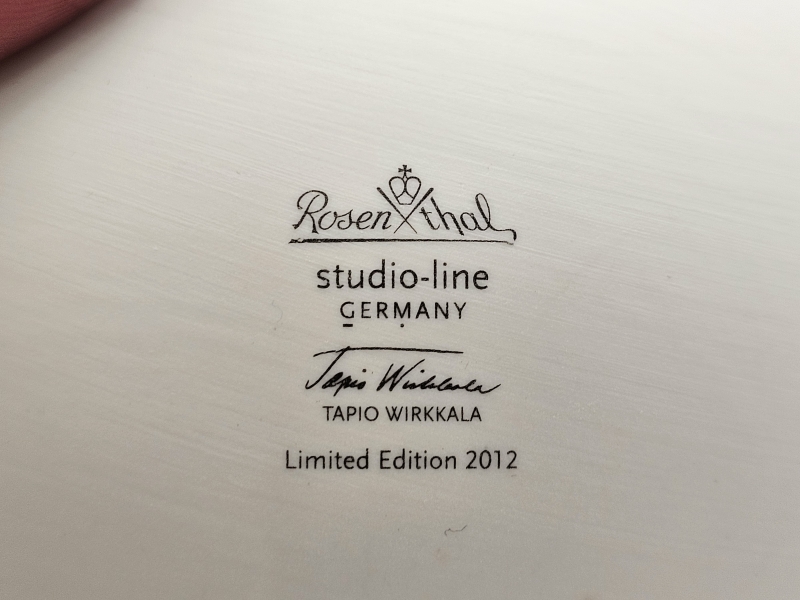 Rosenthal
studio-line
GERMANY
Tapio Wirkkala
TAPIO WIRKKALA
Limited Edition 2012